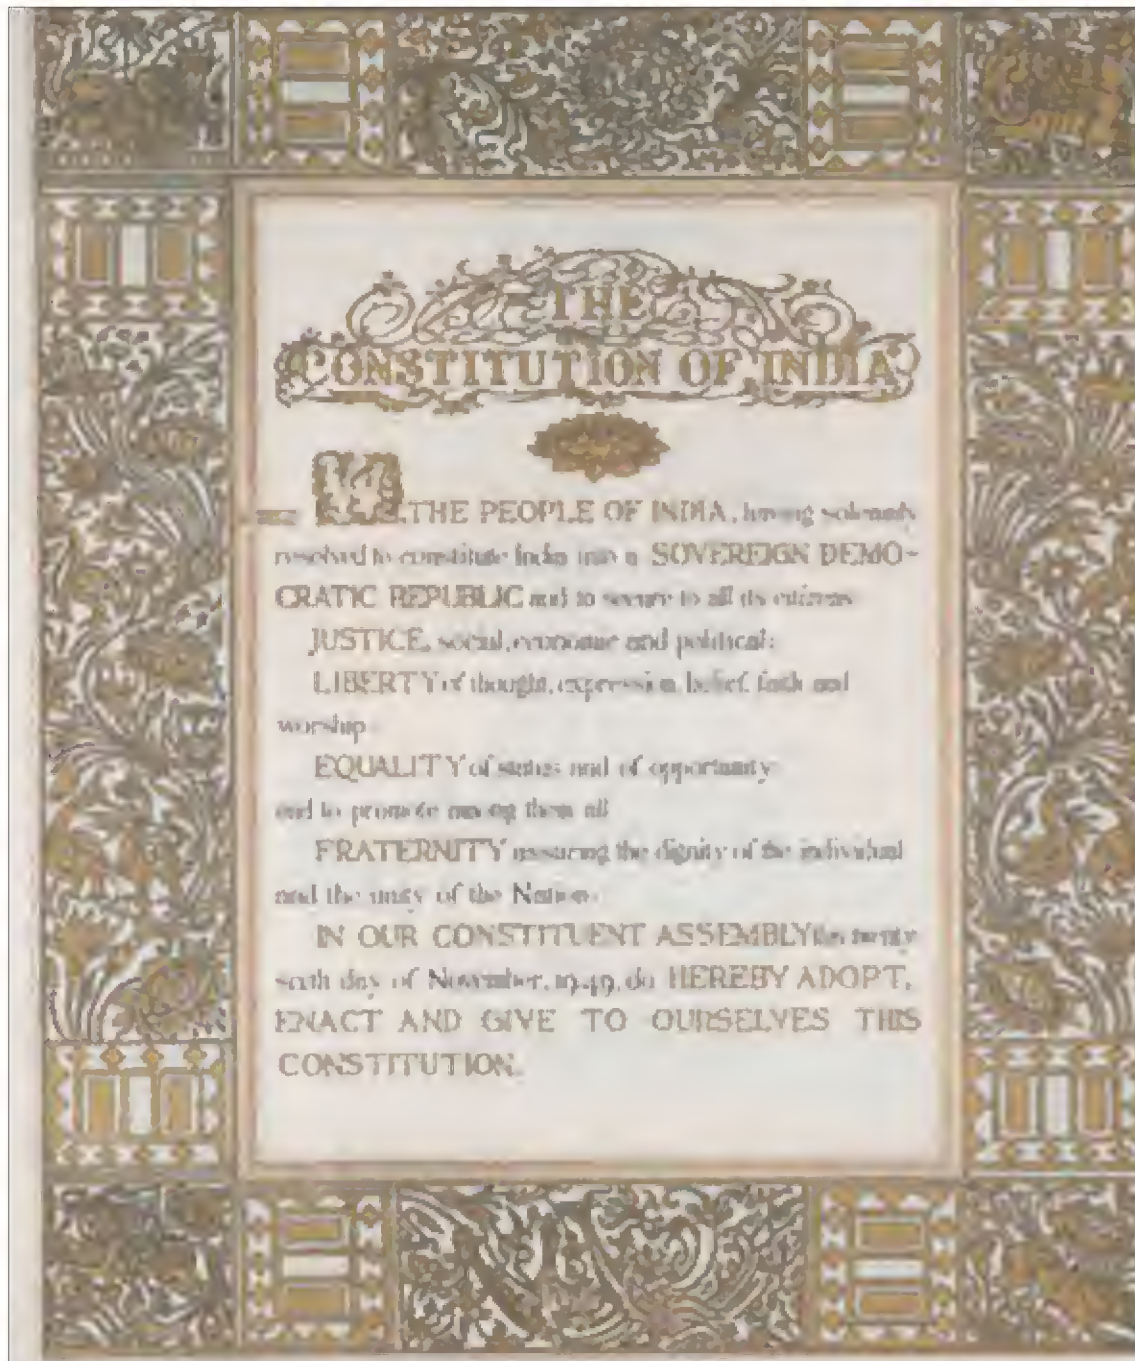 THE
CONSTITUTION OF INDIA
WE, THE PEOPLE OF INDIA, having solemnly
resolved to constitute India into a SOVEREIGN DEMO-
CRATIC REPUBLIC and to secure to all its citizens
JUSTICE, social, economic and political;
LIBERTY of thought, expression, belief, faith and
worship
EQUALITY of status and of opportunity
and to promote among them all
FRATERNITY assuring the dignity of the individual
and the unity of the Nation
IN OUR CONSTITUENT ASSEMBLY this twenty
sixth day of November, 1949, do HEREBY ADOPT,
ENACT AND GIVE TO OURSELVES THIS
CONSTITUTION.